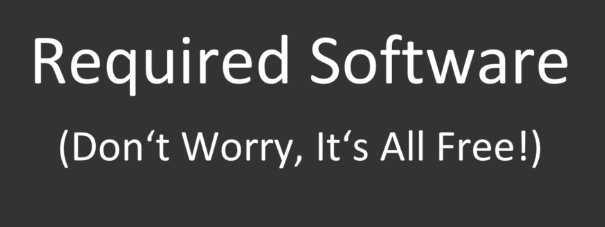 Required Software
(Don‘t Worry, It‘s All Free!)